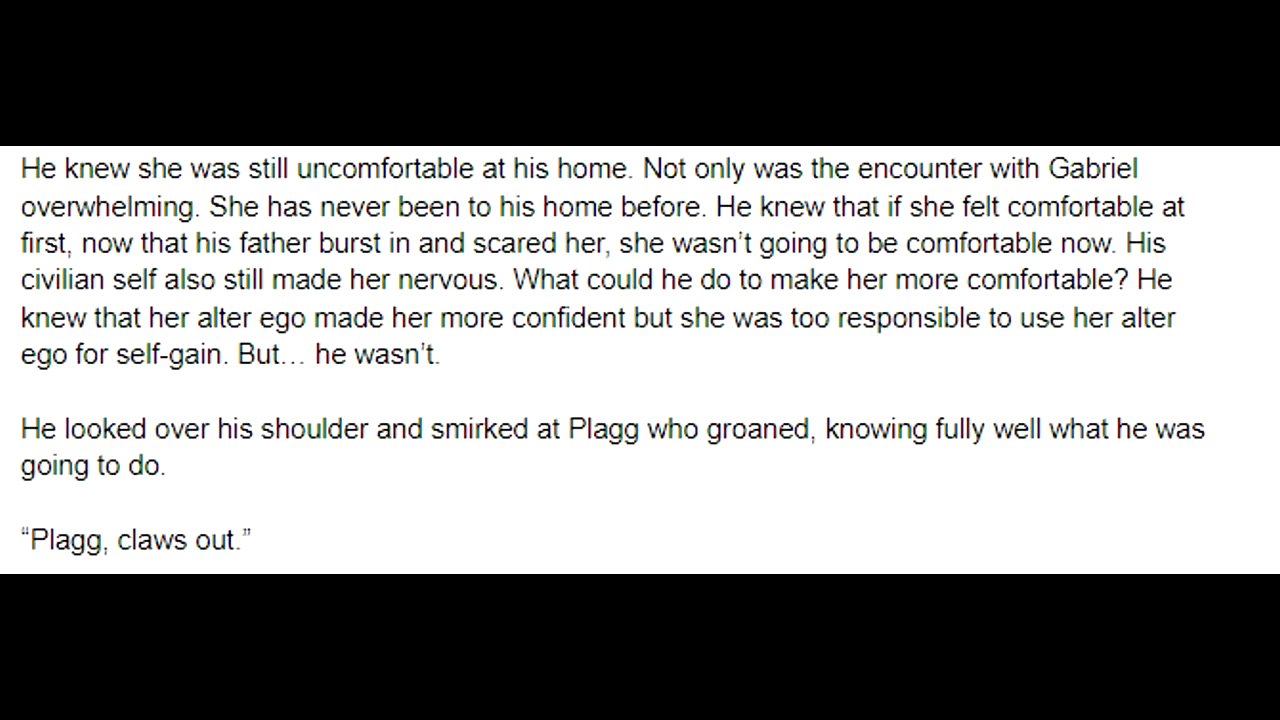 He knew she was still uncomfortable at his home. Not only was the encounter with Gabriel
overwhelming. She has never been to his home before. He knew that if she felt comfortable at
first, now that his father burst in and scared her, she wasn’t going to be comfortable now. His
civilian self also still made her nervous. What could he do to make her more comfortable? He
knew that her alter ego made her more confident but she was too responsible to use her alter
ego for self-gain. But… he wasn’t.
He looked over his shoulder and smirked at Plagg who groaned, knowing fully well what he was
going to do.
“Plagg, claws out.”